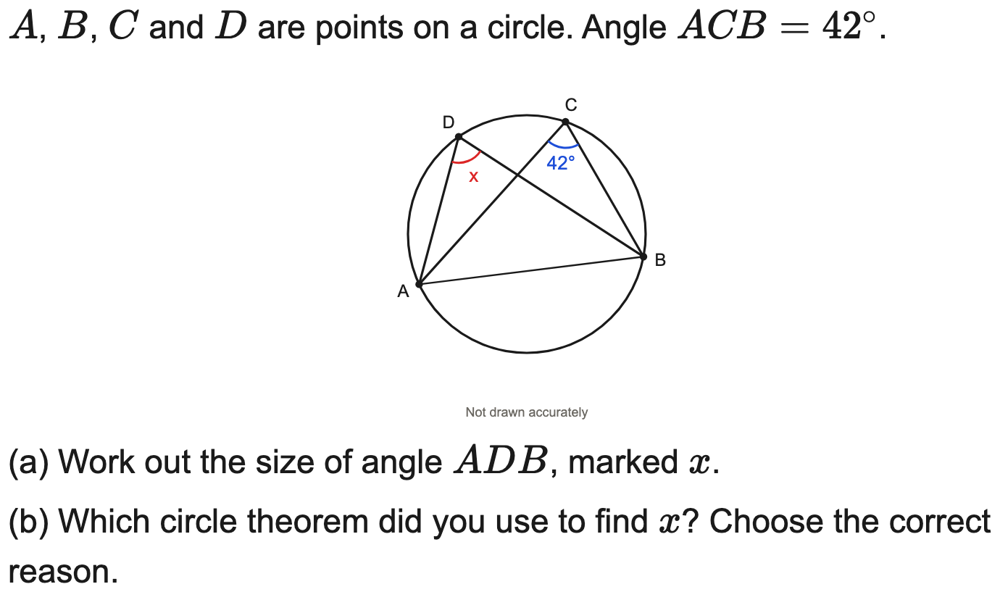 A, B, C and D are points on a circle. Angle ACB = 42°.
C
D
42°
x
B
A
Not drawn accurately
(a) Work out the size of angle ADB, marked x.
(b) Which circle theorem did you use to find x? Choose the correct
reason.